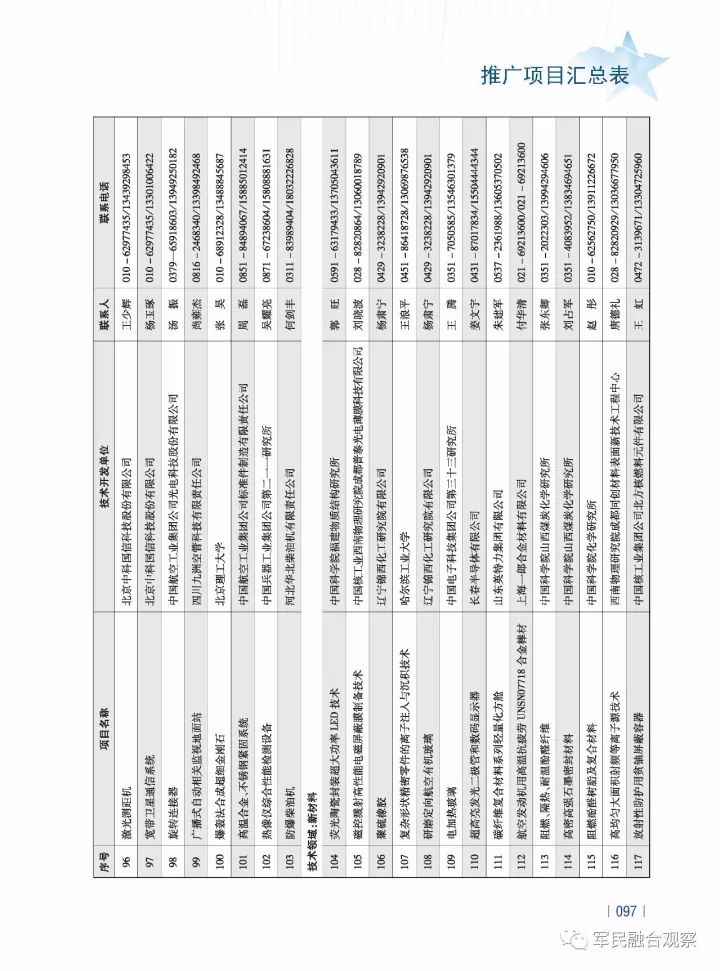 推广项目汇总表
序号 项目名称 技术开发单位 联系人 联系电话
96 激光测距机 北京中科国信科技股份有限公司 王少辉 010-62977435/13439298453
97 宽带卫星通信系统 北京中科国信科技股份有限公司 杨玉琢 010-62977435/13301006422
98 旋转连接器 中国航空工业集团公司光电科技股份有限公司 汤 振 0379-65918603/13949250182
99 广播式自动相关监视地面站 四川九洲空管科技有限责任公司 尚雍杰 0816-2468340/13398492468
100 爆轰法合成超细金刚石 北京理工大学 张 昊 010-68912328/13488845687
101 高温合金、不锈钢紧固系统 中国航空工业集团公司标准件制造有限责任公司 周 磊 0851-84894067/15885012414
102 热像仪综合性能检测设备 中国兵器工业集团公司第二一一研究所 吴耀亮 0871-67238604/15808881631
103 防爆柴油机 河北华北柴油机有限责任公司 何剑丰 0311-83989404/18032226828
技术领域:新材料
104 荧光陶瓷封装超大功率LED技术 中国科学院福建物质结构研究所 郭 旺 0591-63179433/13705043611
105 磁控溅射高性能电磁屏蔽膜制备技术 中国核工业西南物理研究院成都普泰光电薄膜科技有限公司 刘晓波 028-82820864/13060018789
106 聚硫橡胶 辽宁锦西化工研究院有限公司 杨肃宁 0429-3238228/13942920901
107 复杂形状精密零件的离子注入与沉积技术 哈尔滨工业大学 王浪平 0451-86418728/13069876538
108 研磨定向航空有机玻璃 辽宁锦西化工研究院有限公司 杨肃宁 0429-3238228/13942920901
109 电加热玻璃 中国电子科技集团公司第三十三研究所 王 腾 0351-7050585/13546301379
110 超高亮发光二极管和数码显示器 长春半导体有限公司 姜文宇 0431-87017834/15504444344
111 碳纤维复合材料系列轻量化方舱 山东英特力集团有限公司 朱建军 0537-2361988/13605370502
112 航空发动机用高温抗疲劳UNSN07718合金棒材 上海一郎合金材料有限公司 付华清 021-69213600/021-69213600
113 阻燃、隔热、耐温酚醛纤维 中国科学院山西煤炭化学研究所 张东卿 0351-2022303/13994294606
114 高密高强石墨密封材料 中国科学院山西煤炭化学研究所 刘占军 0351-4083952/13834694651
115 阻燃酚醛树脂及复合材料 中国科学院化学研究所 赵 彤 010-62562750/13911226672
116 高均匀大面积射频等离子源技术 西南物理研究院成都同创材料表面新技术工程中心 唐德礼 028-82820929/13036677950
117 放射性防护用贫铀屏蔽容器 中国核工业集团公司北方核燃料元件有限公司 王 虹 0472-3139671/13304725960
097
军民融合观察